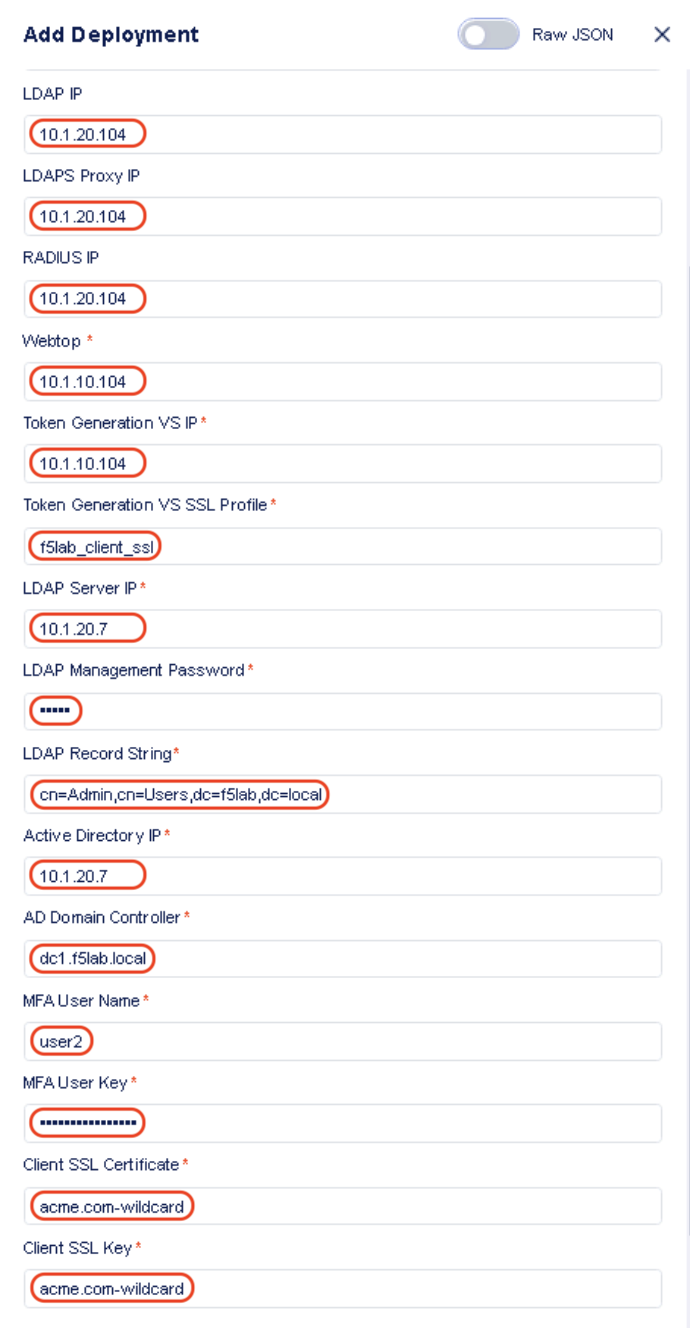 Add Deployment
Raw JSON
LDAP IP
10.1.20.104
LDAPS Proxy IP
10.1.20.104
RADIUS IP
10.1.20.104
Webtop *
10.1.10.104
Token Generation VS IP*
10.1.10.104
Token Generation VS SSL Profile*
f5lab_client_ssl
LDAP Server IP*
10.1.20.7
LDAP Management Password*
•••••
LDAP Record String*
cn=Admin,cn=Users,dc=f5lab,dc=local
Active Directory IP*
10.1.20.7
AD Domain Controller*
dc1.f5lab.local
MFA User Name*
user2
MFA User Key*
••••••••••••••••
Client SSL Certificate*
acme.com-wildcard
Client SSL Key*
acme.com-wildcard